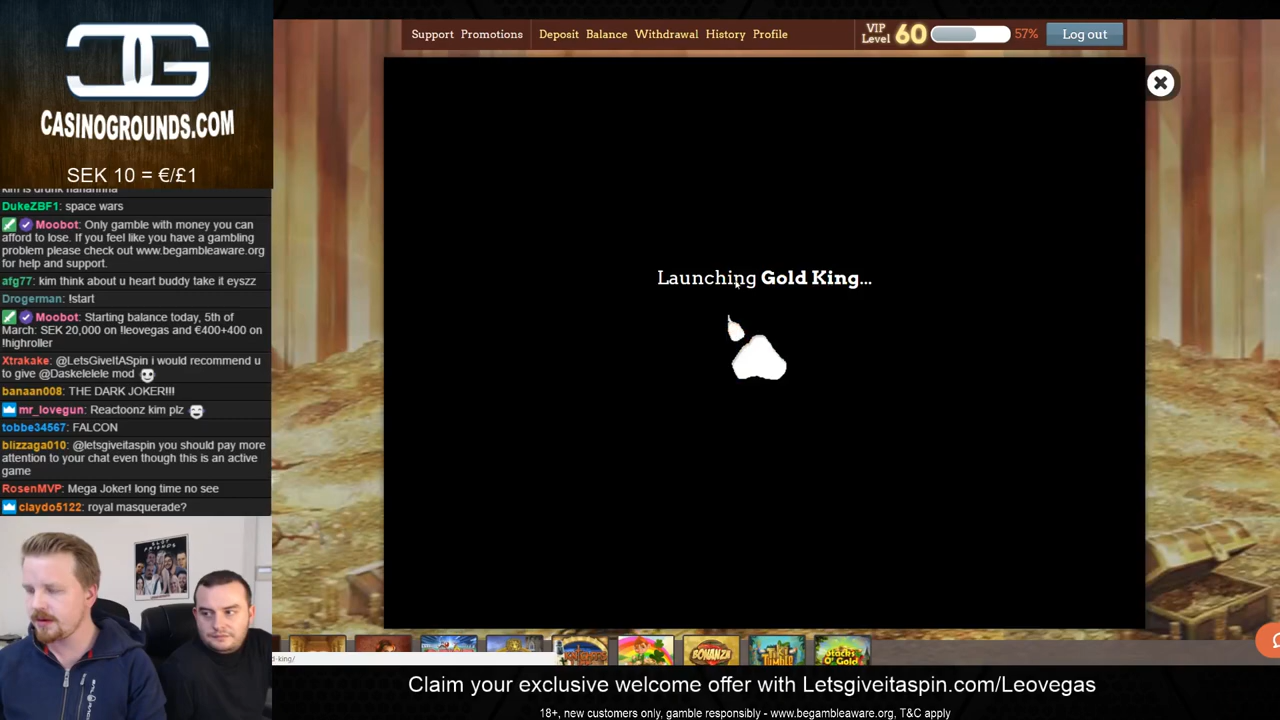 CASINOGROUNDS.COM
SEK 10 = €/£1
kim is drunk hahahhha
DukeZBF1: space wars
Moobot: Only gamble with money you can
afford to lose. If you feel like you have a gambling
problem please check out www.begambleaware.org
for help and support.
afg77: kim think about u heart buddy take it eyszz
Drogerman: !start
Moobot: Starting balance today, 5th of
March: SEK 20,000 on !leovegas and €400+400 on
!highroller
Xtrakake: @LetsGiveItASpin i would recommend u
to give @Daskelelele mod
banaan008: THE DARK JOKER!!!
mr_lovegun: Reactoonz kim plz
tobbe34567: FALCON
blizzaga010: @letsgiveitaspin you should pay more
attention to your chat even though this is an active
game
RosenMVP: Mega Joker! long time no see
claydo5122: royal masquerade?
Support Promotions Deposit Balance Withdrawal History Profile
VIP
Level 60 57% Log out
Launching Gold King...
d-king/
BONANZA
Claim your exclusive welcome offer with Letsgiveitaspin.com/Leovegas
18+, new customers only, gamble responsibly - www.begambleaware.org, T&C apply